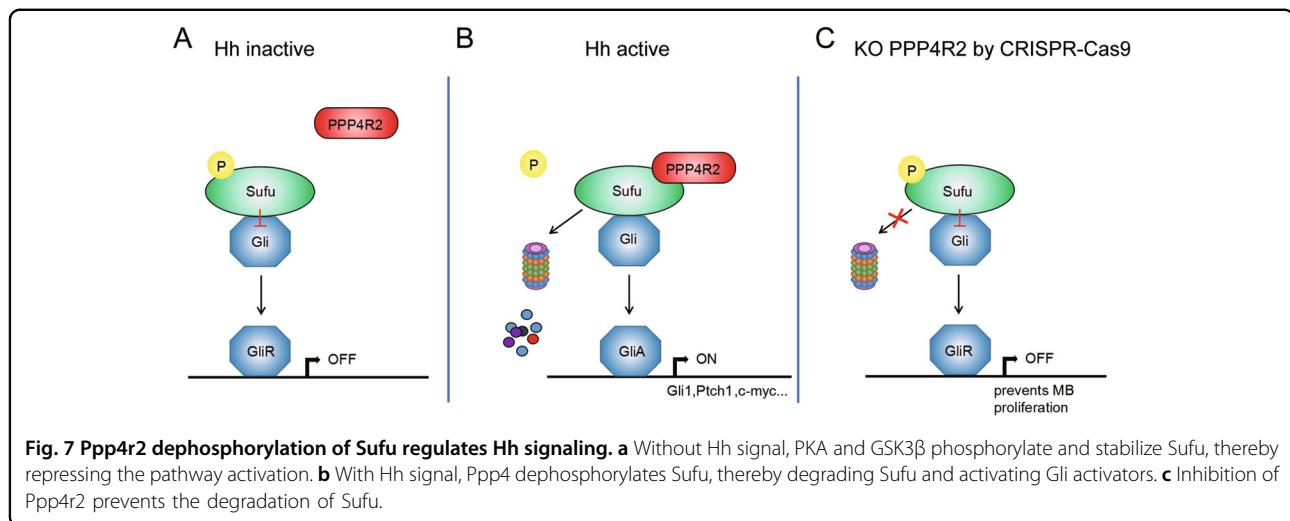 A
Hh inactive
PPP4R2
P
Sufu
Gli
GliR
OFF
B
Hh active
P
PPP4R2
Sufu
Gli
GliA
ON
Gli1,Ptch1,c-myc...
C
KO PPP4R2 by CRISPR-Cas9
P
Sufu
Gli
GliR
OFF
prevents MB
proliferation
Fig. 7 Ppp4r2 dephosphorylation of Sufu regulates Hh signaling. a Without Hh signal, PKA and GSK3β phosphorylate and stabilize Sufu, thereby
repressing the pathway activation. b With Hh signal, Ppp4 dephosphorylates Sufu, thereby degrading Sufu and activating Gli activators. c Inhibition of
Ppp4r2 prevents the degradation of Sufu.